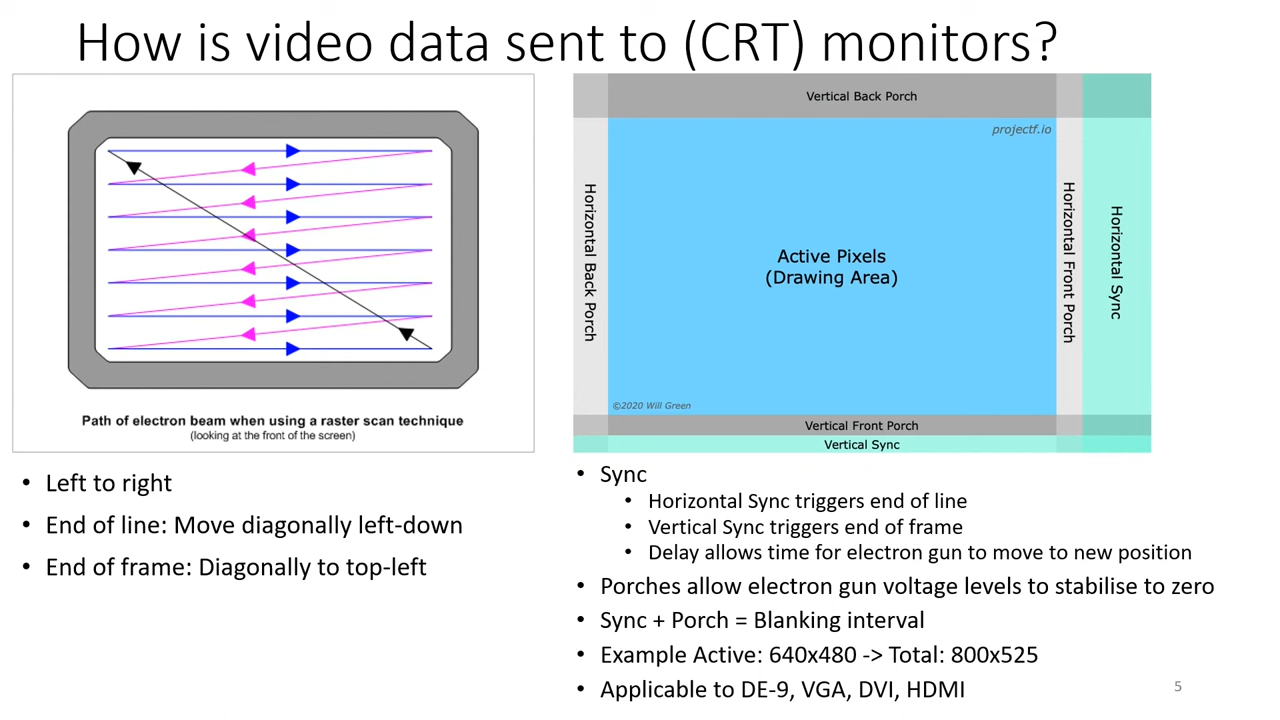 How is video data sent to (CRT) monitors?
Path of electron beam when using a raster scan technique
(looking at the front of the screen)
• Left to right
• End of line: Move diagonally left-down
• End of frame: Diagonally to top-left
Vertical Back Porch
projectf.io
Horizontal Back Porch
Active Pixels
(Drawing Area)
Horizontal Front Porch
Horizontal Sync
©2020 Will Green
Vertical Front Porch
Vertical Sync
• Sync
• Horizontal Sync triggers end of line
• Vertical Sync triggers end of frame
• Delay allows time for electron gun to move to new position
• Porches allow electron gun voltage levels to stabilise to zero
• Sync + Porch = Blanking interval
• Example Active: 640x480 -> Total: 800x525
• Applicable to DE-9, VGA, DVI, HDMI
5